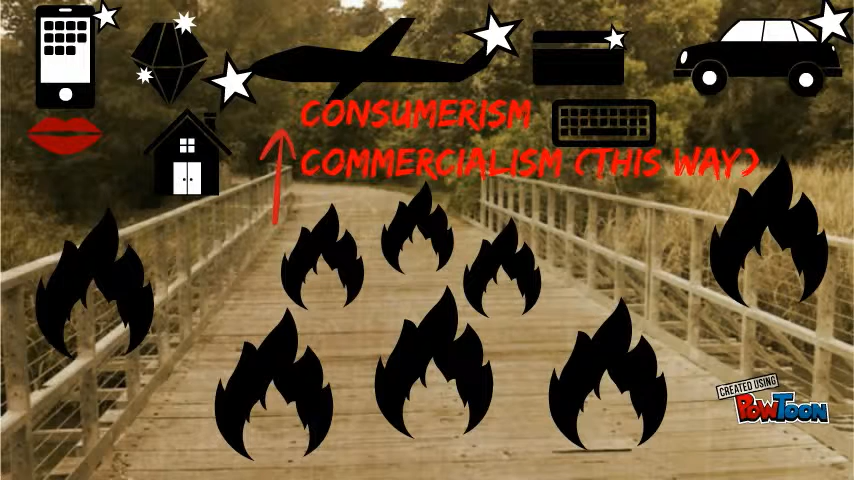 CONSUMERISM
COMMERCIALISM (THIS WAY)
CREATED USING
POWTOON